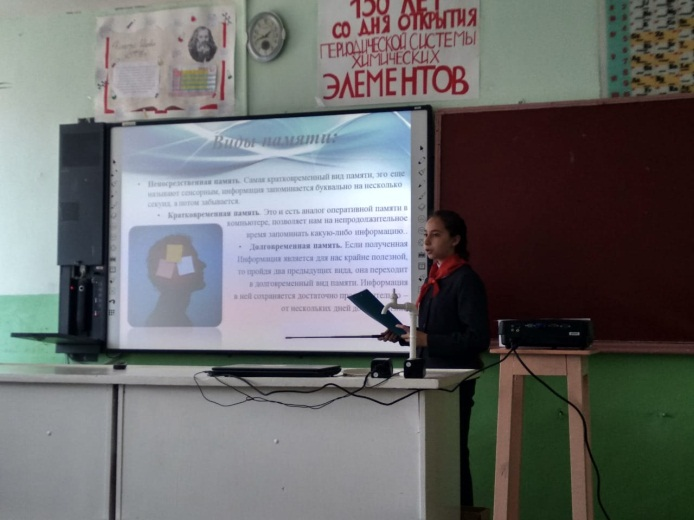 150 ЛЕТ
СО ДНЯ ОТКРЫТИЯ
ПЕРИОДИЧЕСКОЙ СИСТЕМЫ
ХИМИЧЕСКИХ
ЭЛЕМЕНТОВ
Виды памяти:
• Непосредственная память. Самая кратковременный вид памяти, его еще
называют сенсорным, информация запоминается буквально на несколько
секунд, а потом забывается.
• Кратковременная память. Это и есть аналог оперативной памяти в
компьютере, позволяет нам на непродолжительное
время запоминать какую-либо информацию..
• Долговременная память. Если полученная
Информация является для нас крайне полезной,
то пройдя два предыдущих вида, она переходит
в долговременный вид памяти. Информация
в ней сохраняется достаточно
от нескольких дней